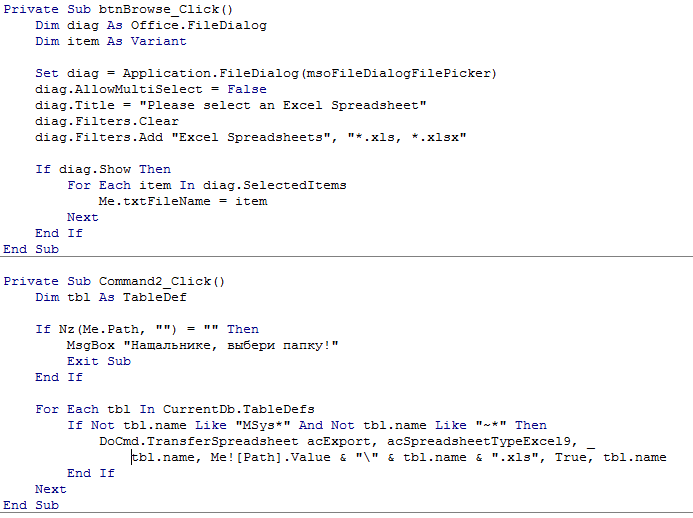 Private Sub btnBrowse_Click()
    Dim diag As Office.FileDialog
    Dim item As Variant

    Set diag = Application.FileDialog(msoFileDialogFilePicker)
    diag.AllowMultiSelect = False
    diag.Title = "Please select an Excel Spreadsheet"
    diag.Filters.Clear
    diag.Filters.Add "Excel Spreadsheets", "*.xls, *.xlsx"

    If diag.Show Then
        For Each item In diag.SelectedItems
            Me.txtFileName = item
        Next
    End If
End Sub

Private Sub Command2_Click()
    Dim tbl As TableDef

    If Nz(Me.Path, "") = "" Then
        MsgBox "Нащальнике, выбери папку!"
        Exit Sub
    End If

    For Each tbl In CurrentDb.TableDefs
        If Not tbl.name Like "MSys*" And Not tbl.name Like "~*" Then
            DoCmd.TransferSpreadsheet acExport, acSpreadsheetTypeExcel9, _
                tbl.name, Me![Path].Value & "\" & tbl.name & ".xls", True, tbl.name
        End If
    Next
End Sub